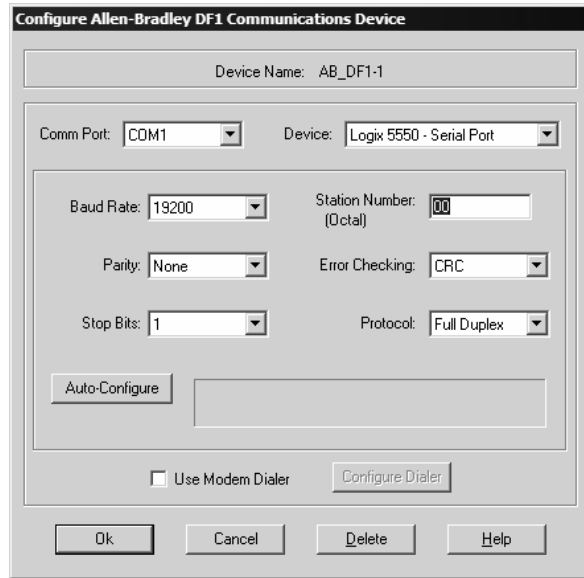 Configure Allen-Bradley DF1 Communications Device
Device Name: AB_DF1-1
Comm Port: COM1 Device: Logix 5550 - Serial Port
Baud Rate: 19200 Station Number: 00
(Octal)
Parity: None Error Checking: CRC
Stop Bits: 1 Protocol: Full Duplex
Auto-Configure
Use Modem Dialer Configure Dialer
Ok Cancel Delete Help